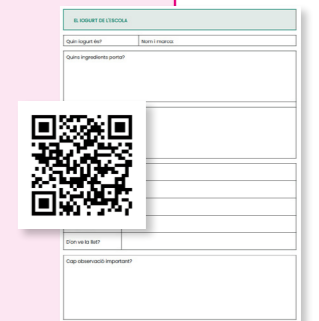 EL IOGURT DE L'ESCOLA
Quin iogurt és?
Nom i marca
Quins ingredients porta?
D'on ve la llet?
Cap observació important?